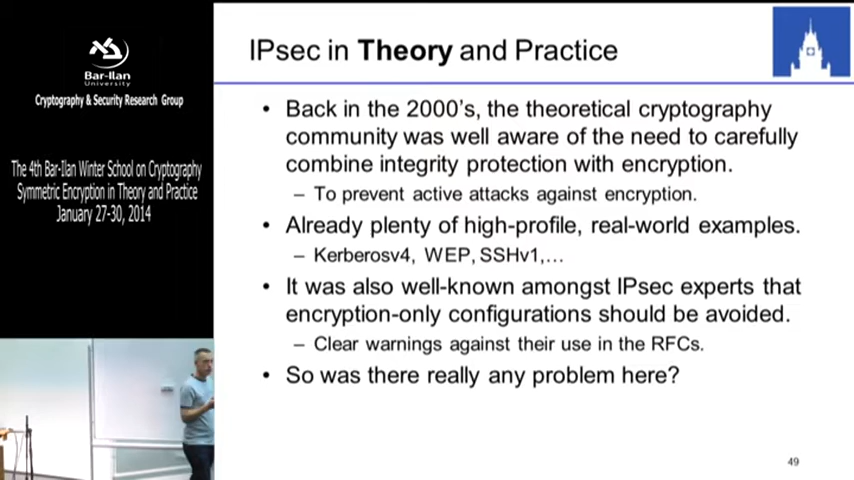 Bar-Ilan
University
Cryptography & Security Research Group
The 4th Bar-Ilan Winter School on Cryptography
Symmetric Encryption in Theory and Practice
January 27-30, 2014
IPsec in Theory and Practice
• Back in the 2000's, the theoretical cryptography
community was well aware of the need to carefully
combine integrity protection with encryption.
– To prevent active attacks against encryption.
• Already plenty of high-profile, real-world examples.
– Kerberosv4, WEP, SSHv1,…
• It was also well-known amongst IPsec experts that
encryption-only configurations should be avoided.
– Clear warnings against their use in the RFCs.
• So was there really any problem here?
49